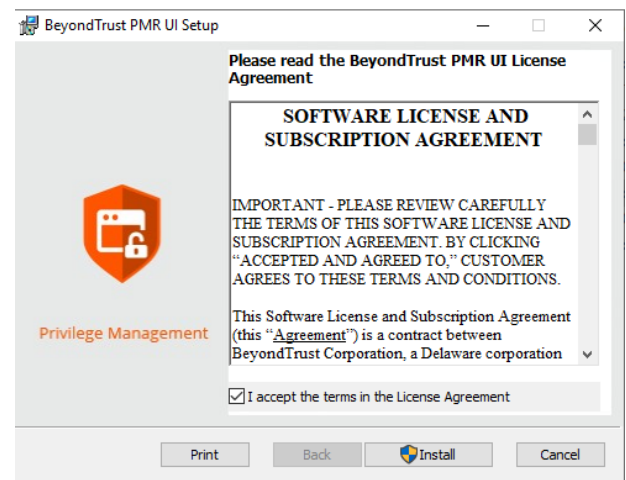 BeyondTrust PMR UI Setup
Please read the BeyondTrust PMR UI License
Agreement
SOFTWARE LICENSE AND
SUBSCRIPTION AGREEMENT
IMPORTANT - PLEASE REVIEW CAREFULLY
THE TERMS OF THIS SOFTWARE LICENSE AND
SUBSCRIPTION AGREEMENT. BY CLICKING
“ACCEPTED AND AGREED TO,” CUSTOMER
AGREES TO THESE TERMS AND CONDITIONS.
This Software License and Subscription Agreement
(this “Agreement”) is a contract between
BeyondTrust Corporation, a Delaware corporation
Privilege Management
I accept the terms in the License Agreement
Print
Back
Install
Cancel